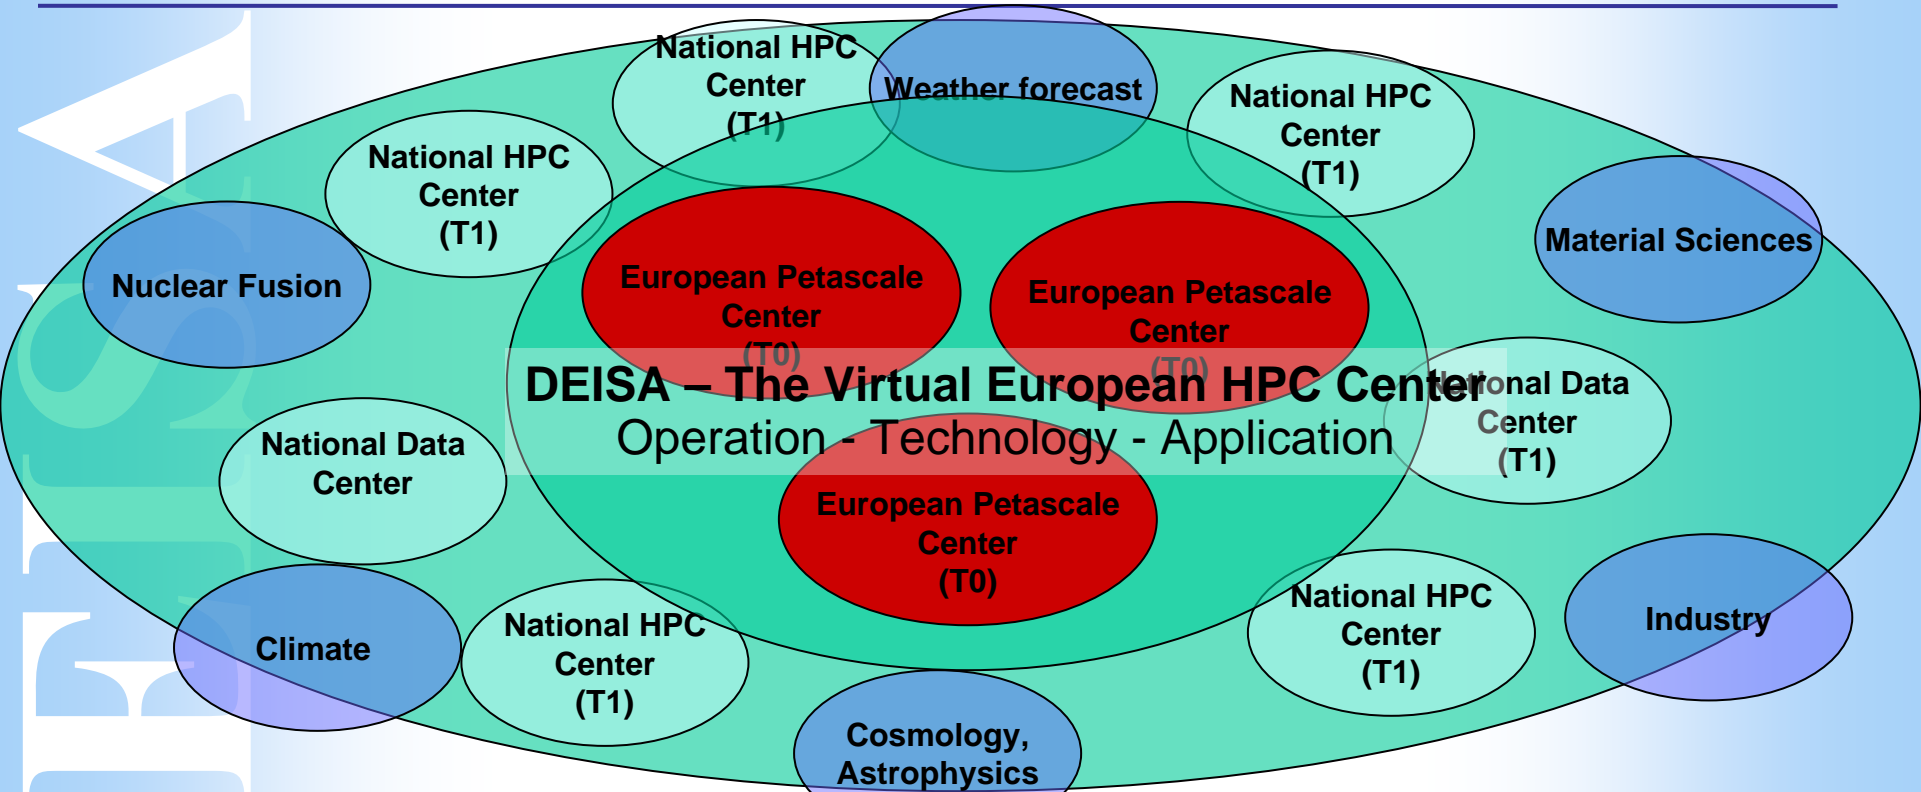 National HPC
Center
(T1)
Weather forecast
National HPC
Center
(T1)
National HPC
Center
(T1)
Material Sciences
Nuclear Fusion
European Petascale
Center
(T0)
European Petascale
Center
(T0)
DEISA – The Virtual European HPC Center
Operation - Technology - Application
National Data
Center
(T1)
National Data
Center
European Petascale
Center
(T0)
National HPC
Center
(T1)
Industry
Climate
National HPC
Center
(T1)
Cosmology,
Astrophysics
EISA